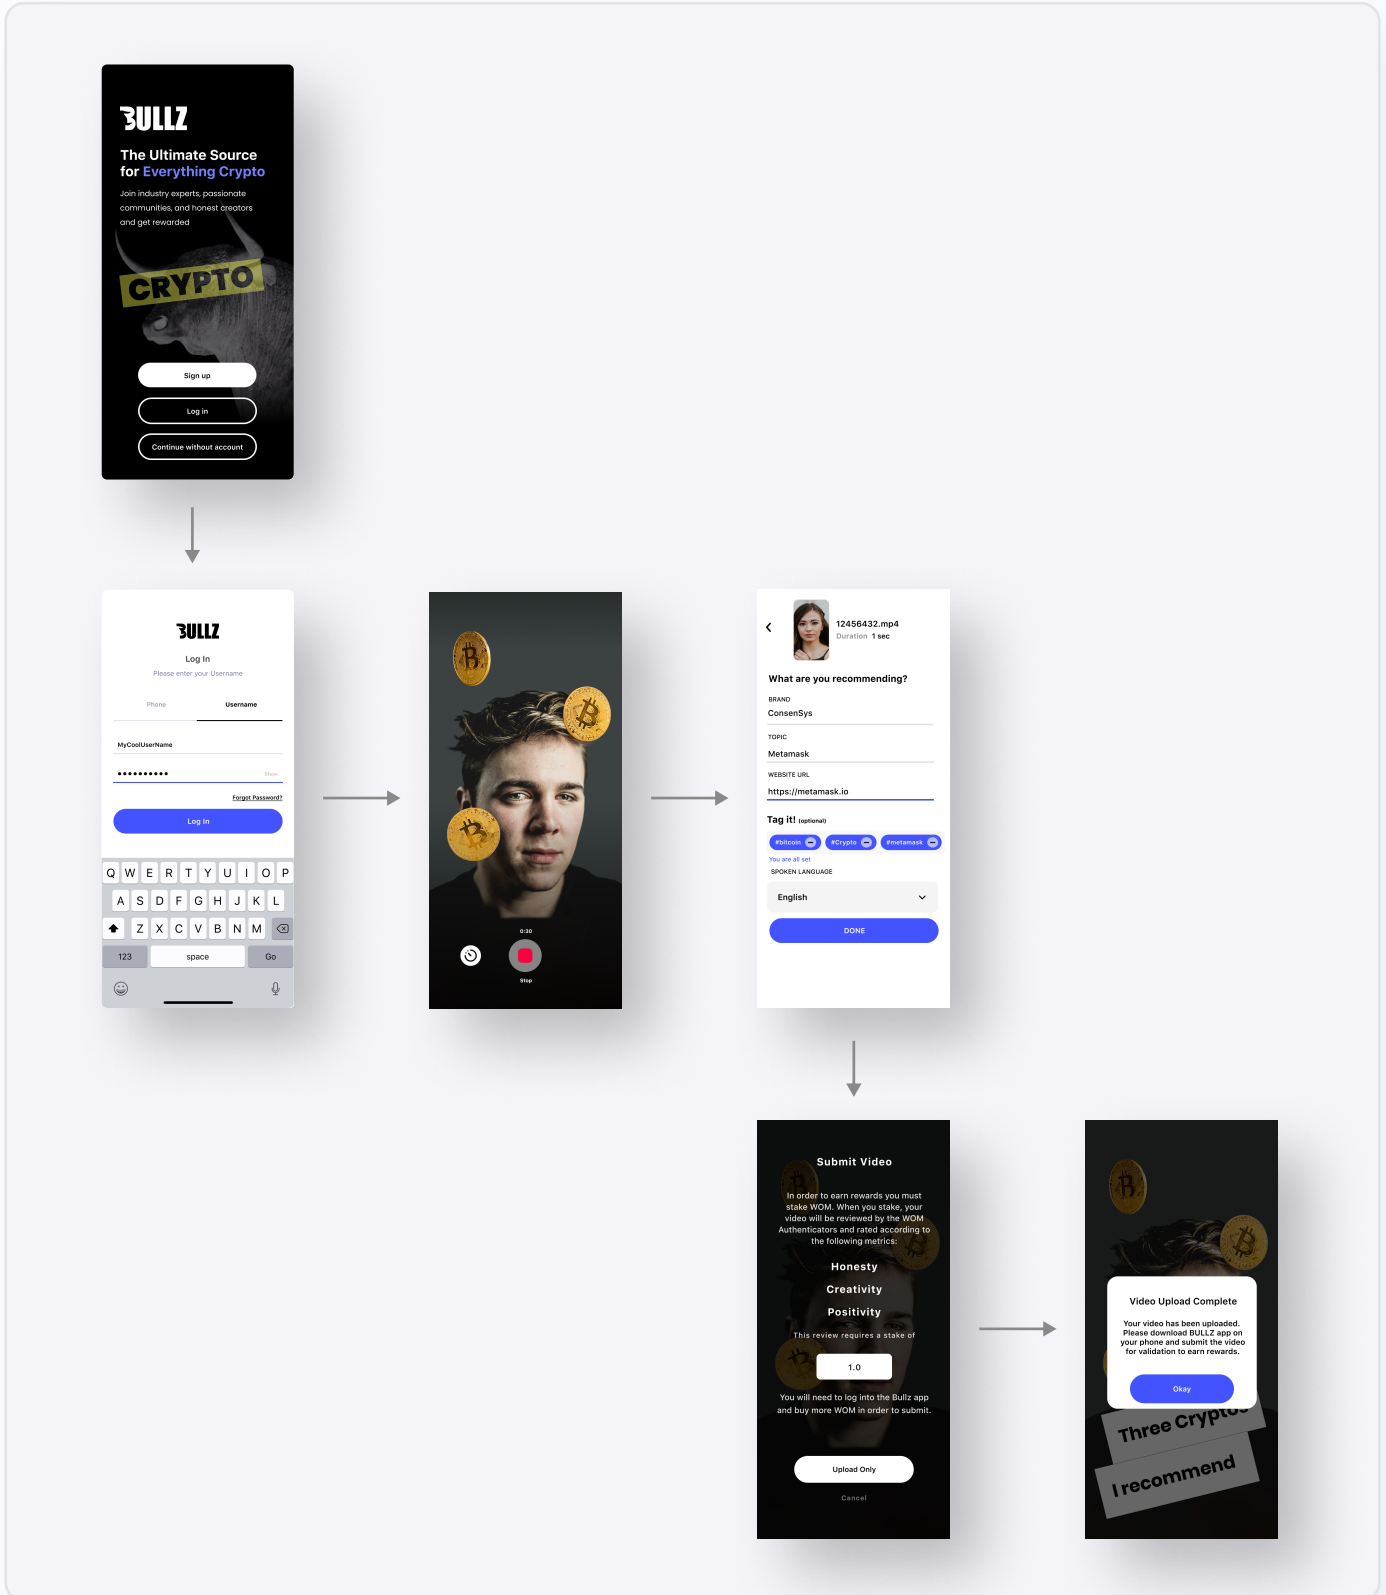 BULLZ
The Ultimate Source
for Everything Crypto
Join industry experts, passionate
communities, and honest creators
and get rewarded
CRYPTO
Sign up
Log in
Continue without account
BULLZ
Log In
Please enter your Username
Phone Username
MyCoolUserName
Show
Forgot Password?
Log In
Q W E R T Y U I O P
A S D F G H J K L
Z X C V B N M
123 space Go
0:30
Stop
12456432.mp4
Duration 1 sec
What are you recommending?
BRAND
ConsenSys
TOPIC
Metamask
WEBSITE URL
https://metamask.io
Tag it! (optional)
#bitcoin #Crypto #metamask
You are all set
SPOKEN LANGUAGE
English
DONE
Submit Video
In order to earn rewards you must
stake WOM. When you stake, your
video will be reviewed by the WOM
Authenticators and rated according to
the following metrics:
Honesty
Creativity
Positivity
This review requires a stake of
1.0
You will need to log into the Bullz app
and buy more WOM in order to submit.
Upload Only
Cancel
Video Upload Complete
Your video has been uploaded.
Please download BULLZ app on
your phone and submit the video
for validation to earn rewards.
Okay
Three Cryptos
I recommend